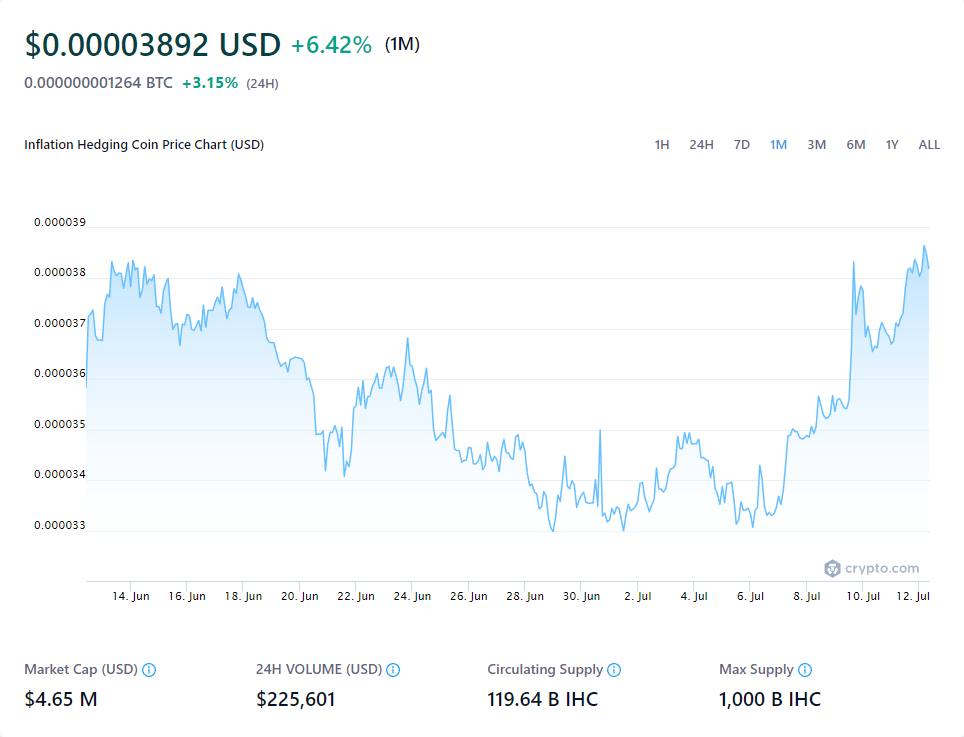 $0.00003892 USD +6.42% (1M)
0.000000001264 BTC +3.15% (24H)
Inflation Hedging Coin Price Chart (USD) 1H 24H 7D 1M 3M 6M 1Y ALL
0.000039
0.000038
0.000037
0.000036
0.000035
0.000034
0.000033
crypto.com
14. Jun 16. Jun 18. Jun 20. Jun 22. Jun 24. Jun 26. Jun 28. Jun 30. Jun 2. Jul 4. Jul 6. Jul 8. Jul 10. Jul 12. Jul
Market Cap (USD) 24H VOLUME (USD) Circulating Supply Max Supply
$4.65 M $225,601 119.64 B IHC 1,000 B IHC